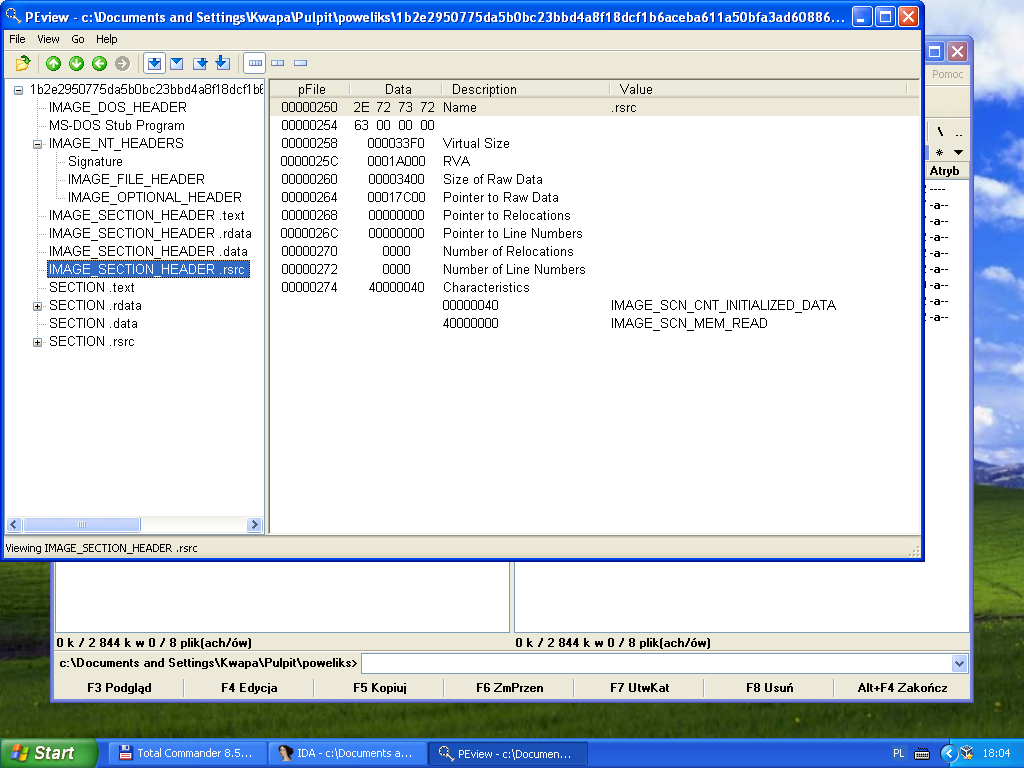 PEview - c:\Documents and Settings\Kwapa\Pulpit\poweliks\1b2e2950775da5b0bc23bbd4a8f18dcf1b6aceba611a50bfa3ad60886...
File View Go Help
Pomoc
1b2e2950775da5b0bc23bbd4a8f18dcf1b6
IMAGE_DOS_HEADER
MS-DOS Stub Program
IMAGE_NT_HEADERS
Signature
IMAGE_FILE_HEADER
IMAGE_OPTIONAL_HEADER
IMAGE_SECTION_HEADER .text
IMAGE_SECTION_HEADER .rdata
IMAGE_SECTION_HEADER .data
IMAGE_SECTION_HEADER .rsrc
SECTION .text
SECTION .rdata
SECTION .data
SECTION .rsrc
pFile Data Description Value
00000250 2E 72 73 72 Name .rsrc
00000254 63 00 00 00
00000258 000033F0 Virtual Size
0000025C 0001A000 RVA
00000260 00003400 Size of Raw Data
00000264 00017C00 Pointer to Raw Data
00000268 00000000 Pointer to Relocations
0000026C 00000000 Pointer to Line Numbers
00000270 0000 Number of Relocations
00000272 0000 Number of Line Numbers
00000274 40000040 Characteristics
00000040 IMAGE_SCN_CNT_INITIALIZED_DATA
40000000 IMAGE_SCN_MEM_READ
\ ..
*
Atryb
----
-a--
-a--
-a--
-a--
-a--
-a--
-a--
-a--
Viewing IMAGE_SECTION_HEADER .rsrc
0 k / 2 844 k w 0 / 8 plik(ach/ów) 0 k / 2 844 k w 0 / 8 plik(ach/ów)
c:\Documents and Settings\Kwapa\Pulpit\poweliks>
F3 Podgląd F4 Edycja F5 Kopiuj F6 ZmPrzen F7 UtwKat F8 Usuń Alt+F4 Zakończ
Start Total Commander 8.5... IDA - c:\Documents a... PEview - c:\Documen... PL 18:04